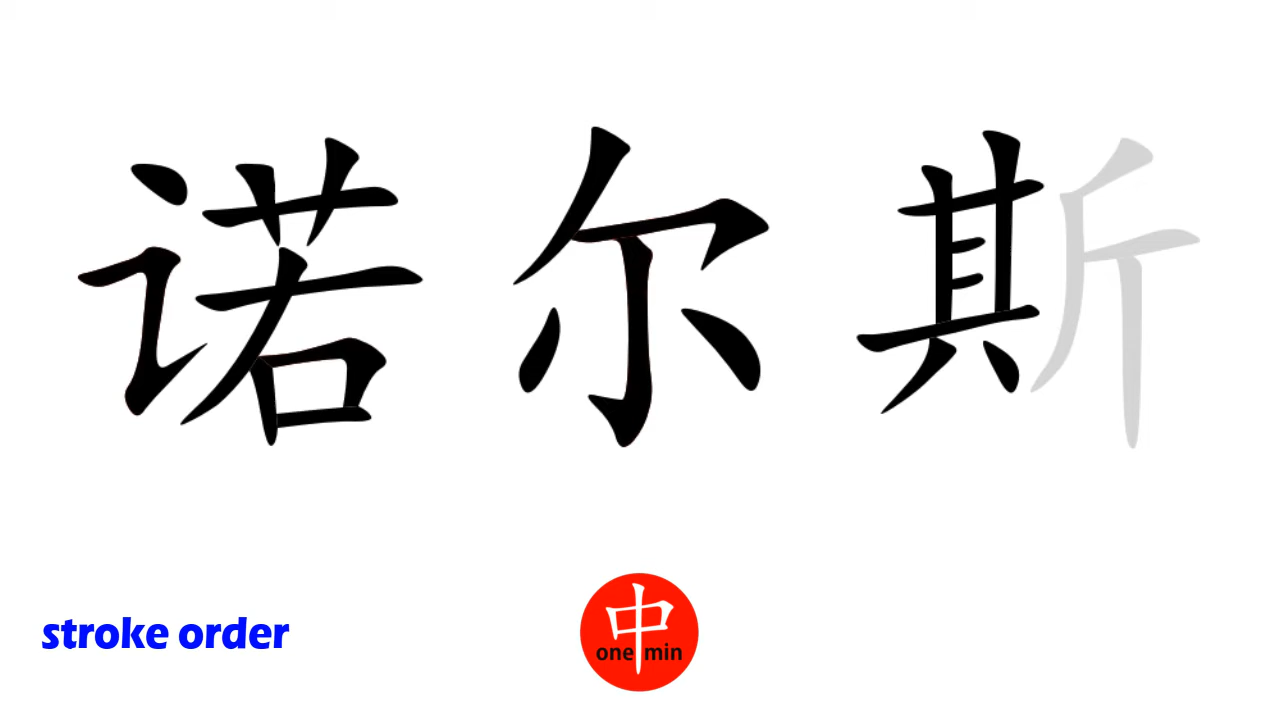 诺尔斯
stroke order
中
one min